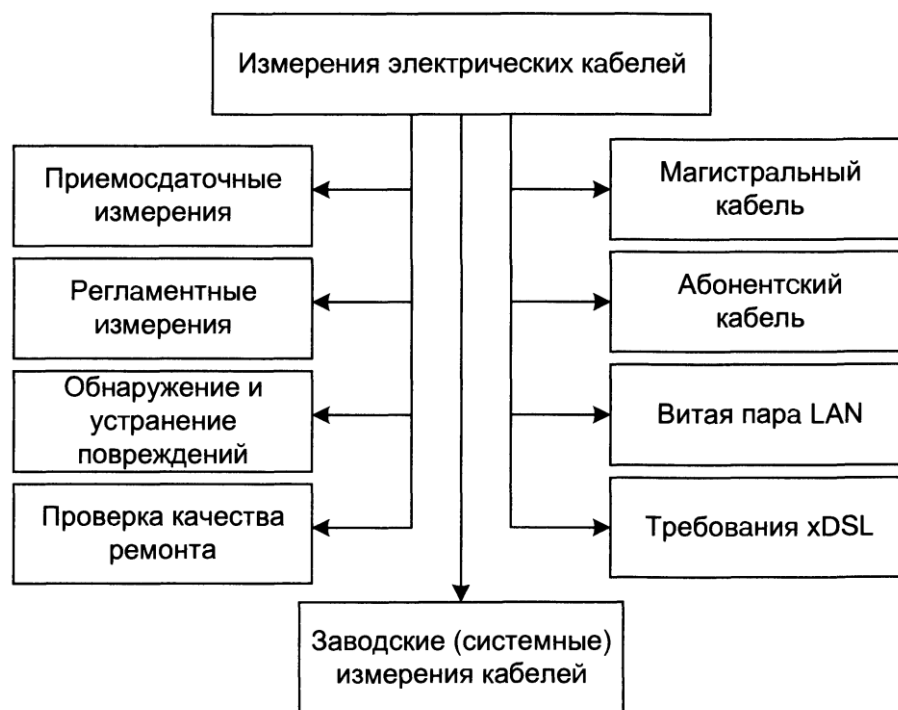 Измерения электрических кабелей
Приемосдаточные
измерения
Регламентные
измерения
Обнаружение и
устранение
повреждений
Проверка качества
ремонта
Магистральный
кабель
Абонентский
кабель
Витая пара LAN
Требования xDSL
Заводские (системные)
измерения кабелей